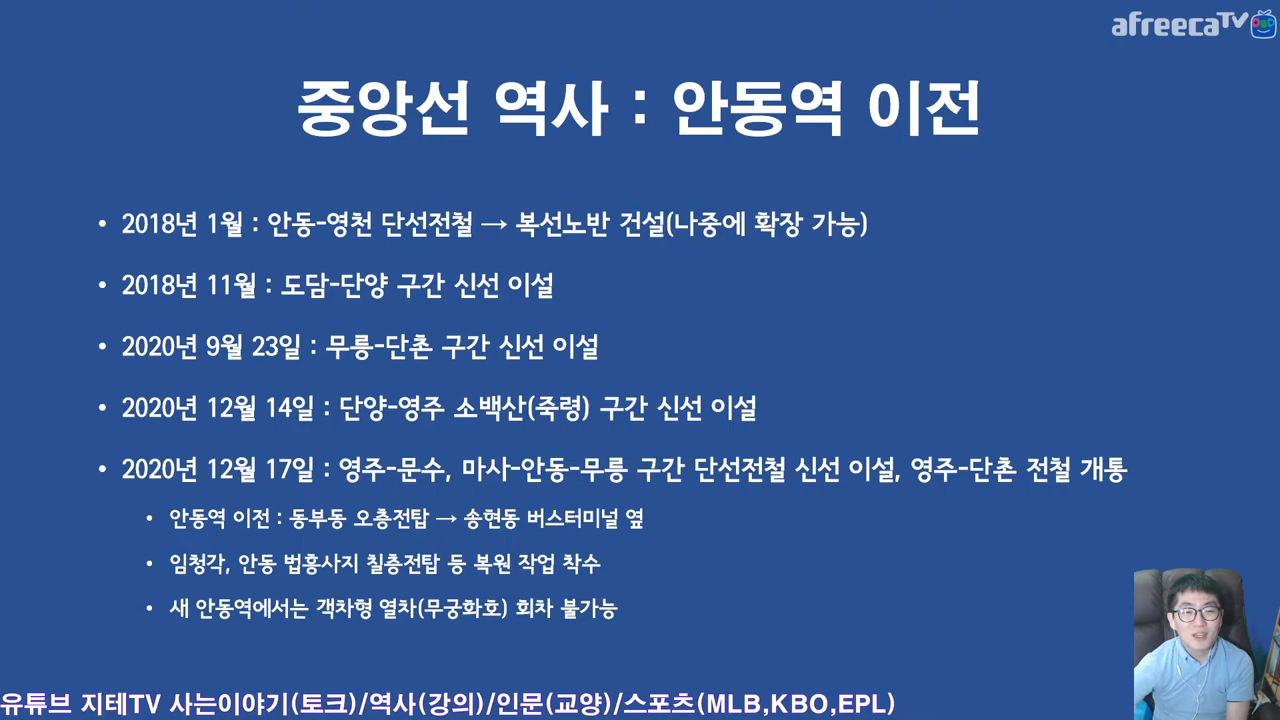 afreecaTV
중앙선 역사 : 안동역 이전
• 2018년 1월 : 안동-영천 단선전철 → 복선노반 건설(나중에 확장 가능)
• 2018년 11월 : 도담-단양 구간 신선 이설
• 2020년 9월 23일 : 무릉-단촌 구간 신선 이설
• 2020년 12월 14일 : 단양-영주 소백산(죽령) 구간 신선 이설
• 2020년 12월 17일 : 영주-문수, 마사-안동-무릉 구간 단선전철 신선 이설, 영주-단촌 전철 개통
• 안동역 이전 : 동부동 오층전탑 → 송현동 버스터미널 옆
• 임청각, 안동 법흥사지 칠층전탑 등 복원 작업 착수
• 새 안동역에서는 객차형 열차(무궁화호) 회차 불가능
유튜브 지테TV 사는이야기(토크)/역사(강의)/인문(교양)/스포츠(MLB,KBO,EPL)